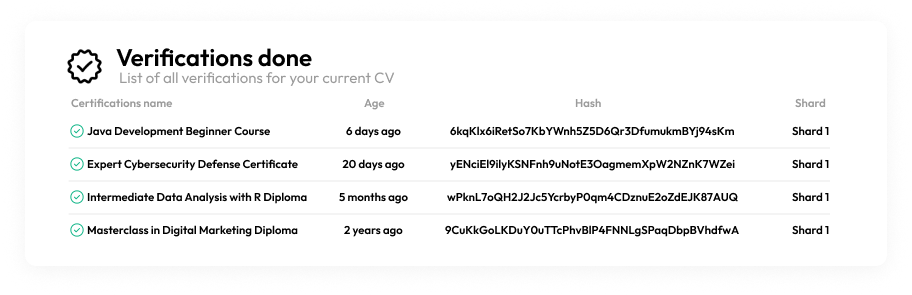 Verifications done
List of all verifications for your current CV
Certifications name Age Hash Shard
Java Development Beginner Course 6 days ago 6kqKlx6iRetSo7KbYWnh5Z5D6Qr3DfumukmBYj94sKm Shard 1
Expert Cybersecurity Defense Certificate 20 days ago yENciEl9ilyKSNFnh9uNotE3OagmemXpW2NZnK7WZei Shard 1
Intermediate Data Analysis with R Diploma 5 months ago wPknL7oQH2J2Jc5YcrbyP0qm4CDznuE2oZdEJK87AUQ Shard 1
Masterclass in Digital Marketing Diploma 2 years ago 9CuKkGoLKDuY0uTTcPhvBlP4FNNLgSPaqDbpBVhdfwA Shard 1